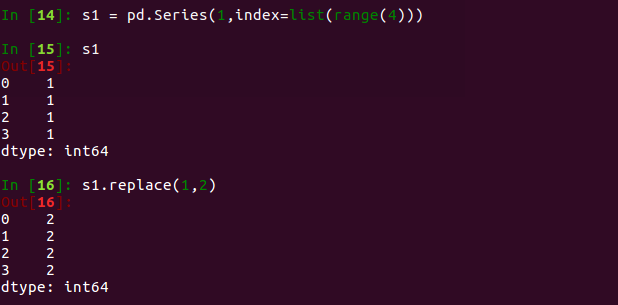 In [14]: s1 = pd.Series(1,index=list(range(4)))
In [15]: s1
Out[15]:
0    1
1    1
2    1
3    1
dtype: int64
In [16]: s1.replace(1,2)
Out[16]:
0    2
1    2
2    2
3    2
dtype: int64